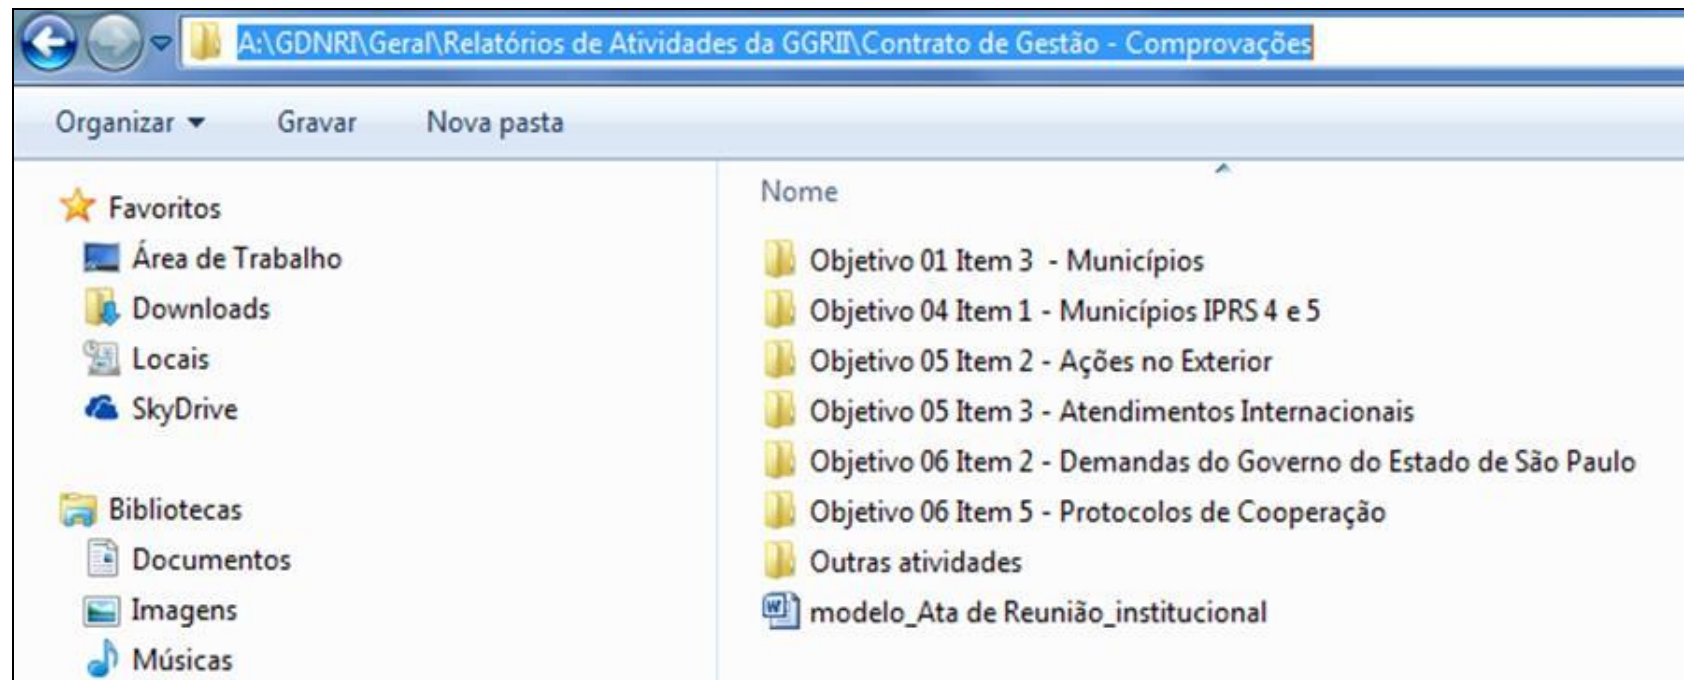 A:\GDNRI\Geral\Relatórios de Atividades da GGRII\Contrato de Gestão - Comprovações
Organizar Gravar Nova pasta
Favoritos
Área de Trabalho
Downloads
Locais
SkyDrive
Bibliotecas
Documentos
Imagens
Músicas
Nome
Objetivo 01 Item 3  - Municípios
Objetivo 04 Item 1 - Municípios IPRS 4 e 5
Objetivo 05 Item 2 - Ações no Exterior
Objetivo 05 Item 3 - Atendimentos Internacionais
Objetivo 06 Item 2 - Demandas do Governo do Estado de São Paulo
Objetivo 06 Item 5 - Protocolos de Cooperação
Outras atividades
modelo_Ata de Reunião_institucional